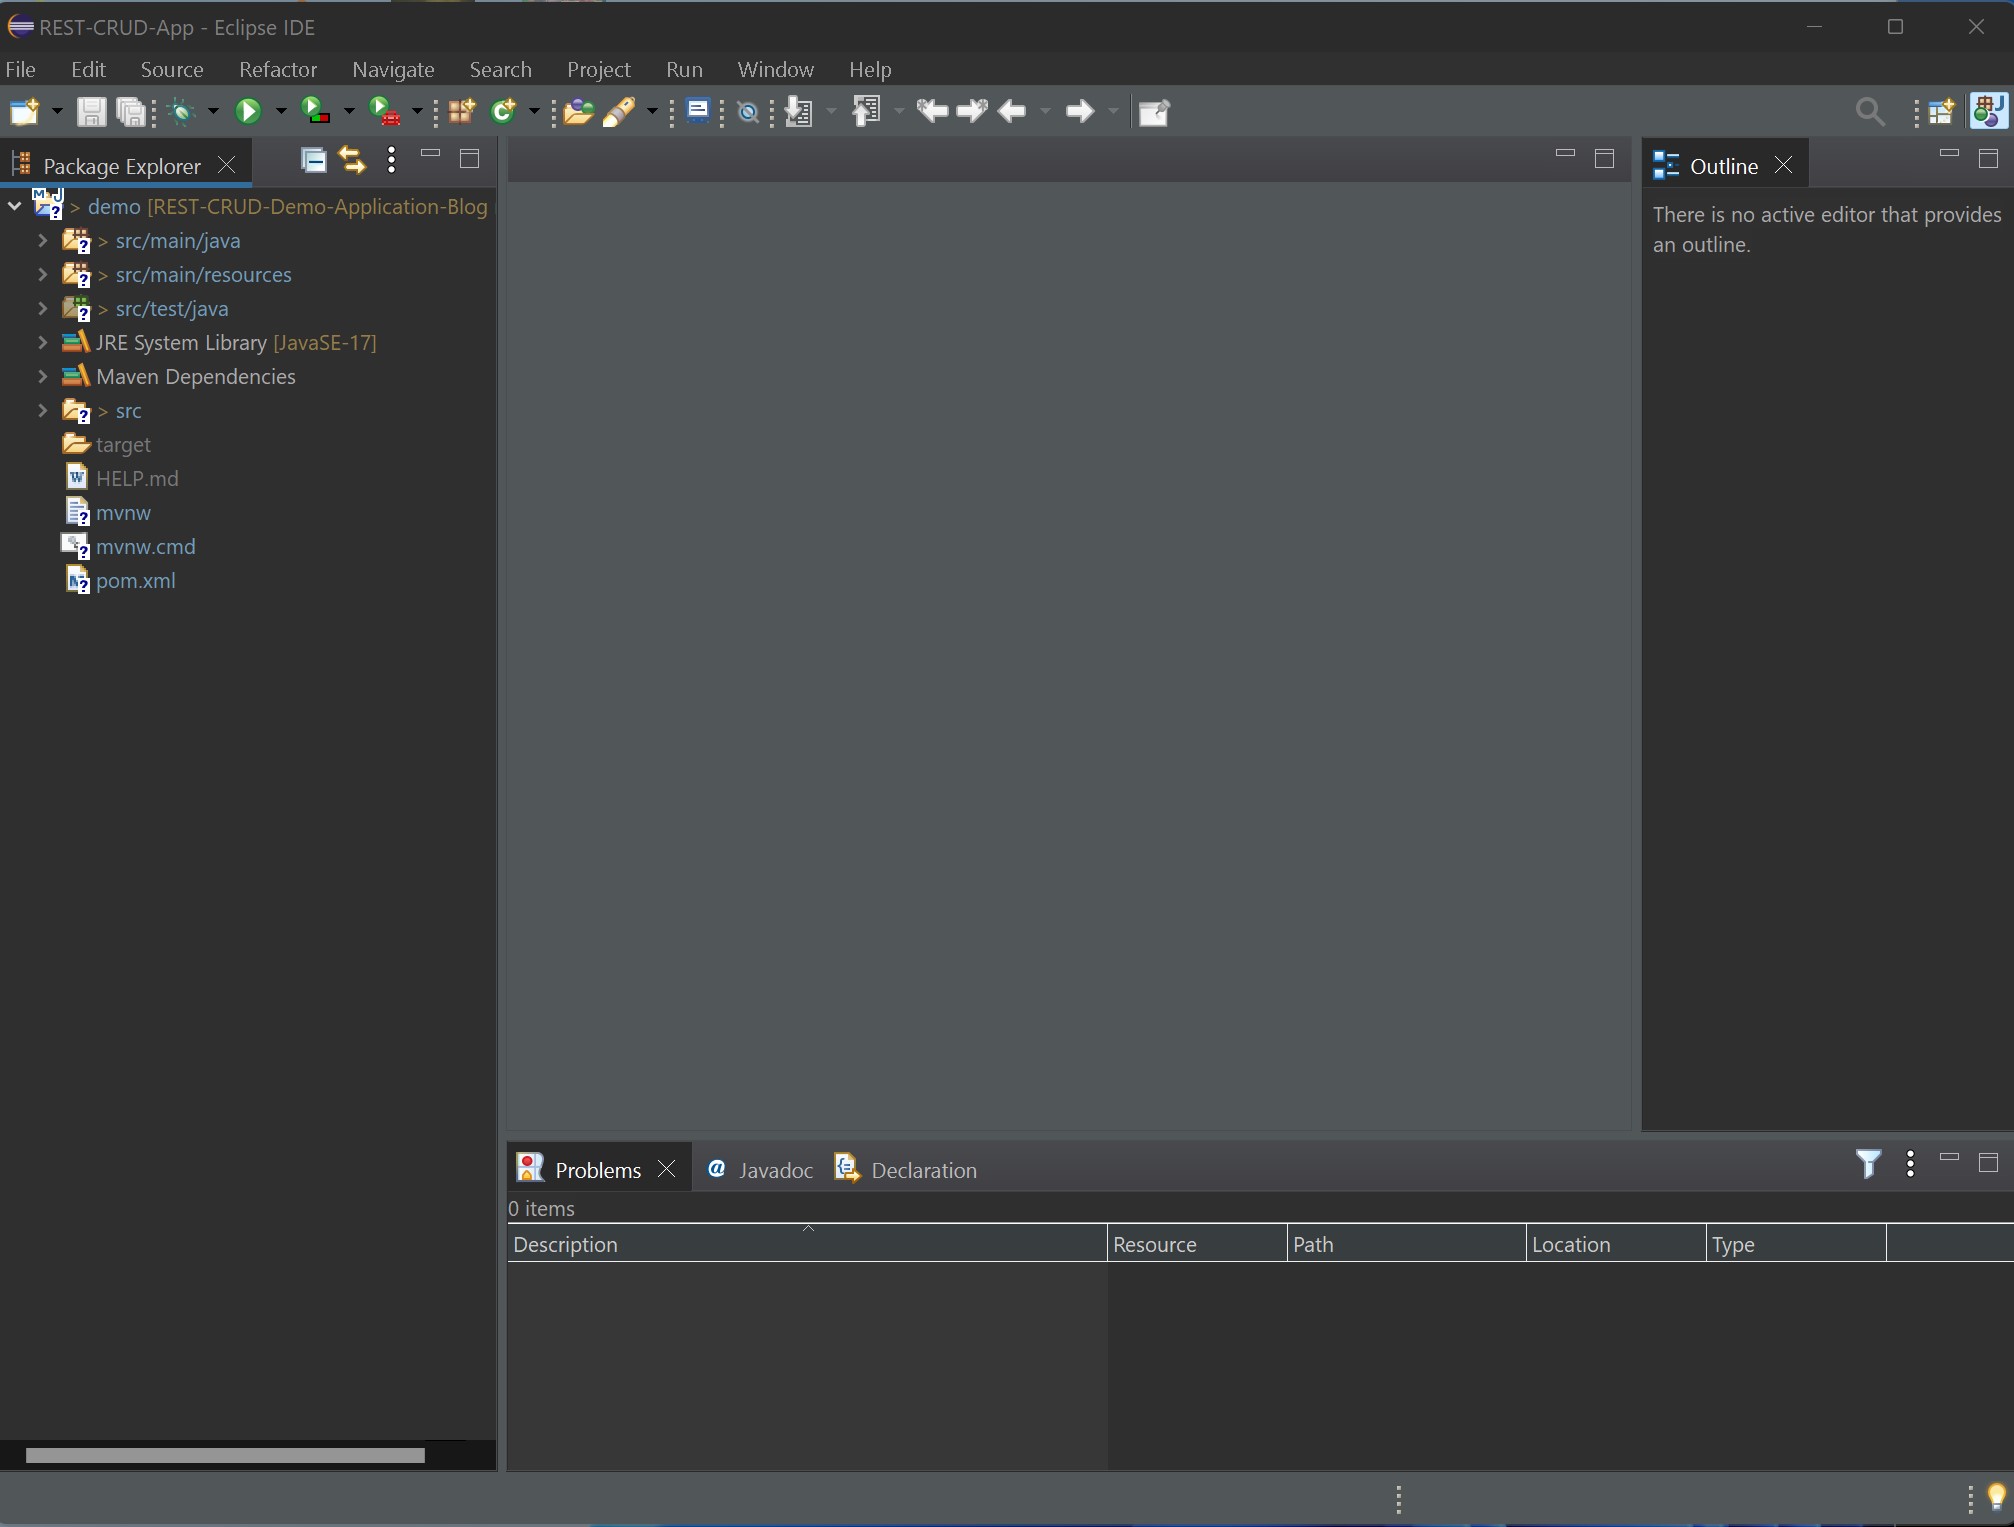 REST-CRUD-App - Eclipse IDE
File Edit Source Refactor Navigate Search Project Run Window Help
Package Explorer
> demo [REST-CRUD-Demo-Application-Blog
> src/main/java
> src/main/resources
> src/test/java
JRE System Library [JavaSE-17]
Maven Dependencies
> src
target
HELP.md
mvnw
mvnw.cmd
pom.xml
Outline
There is no active editor that provides
an outline.
Problems Javadoc Declaration
0 items
Description Resource Path Location Type